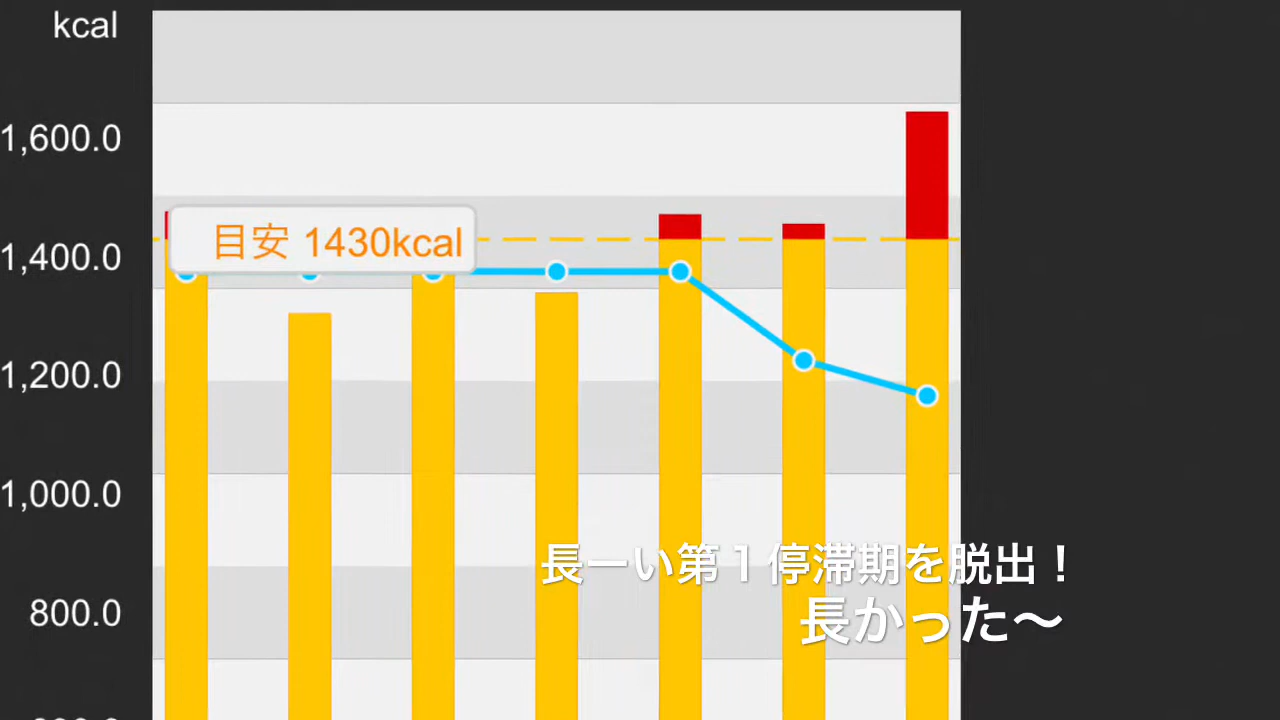 kcal
1,600.0
目安 1430kcal
1,400.0
1,200.0
1,000.0
長ーい第１停滞期を脱出！
800.0
長かった〜